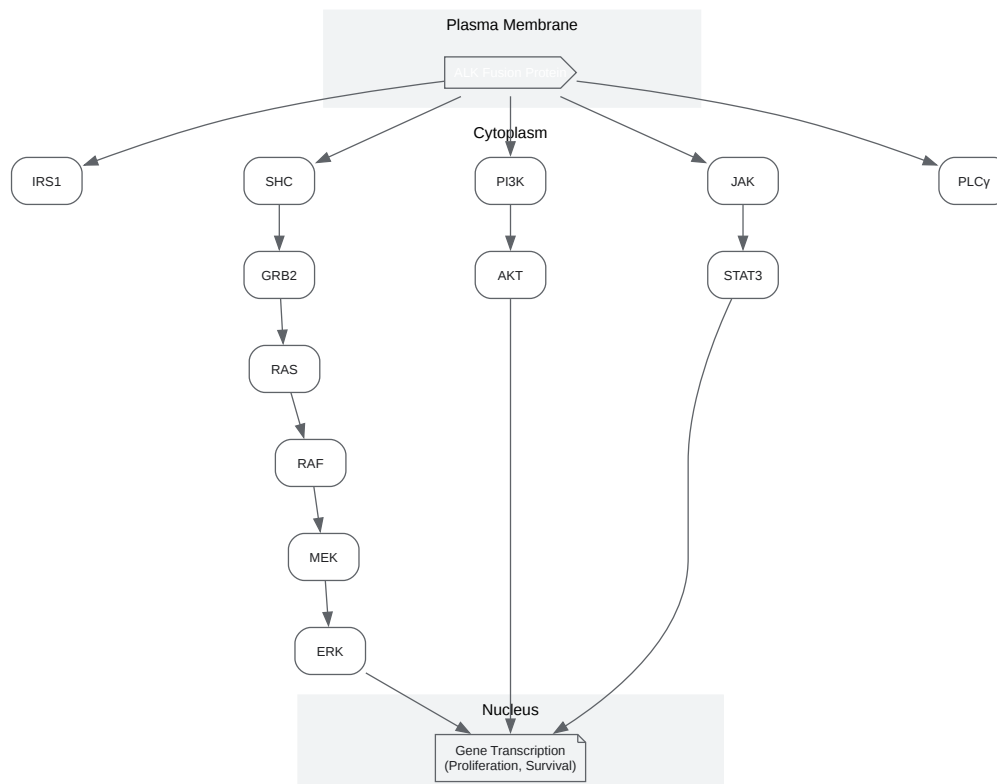 Plasma Membrane
ALK Fusion Protein
Cytoplasm
IRS1
SHC
PI3K
JAK
PLCγ
GRB2
AKT
STAT3
RAS
RAF
MEK
ERK
Nucleus
Gene Transcription
(Proliferation, Survival)